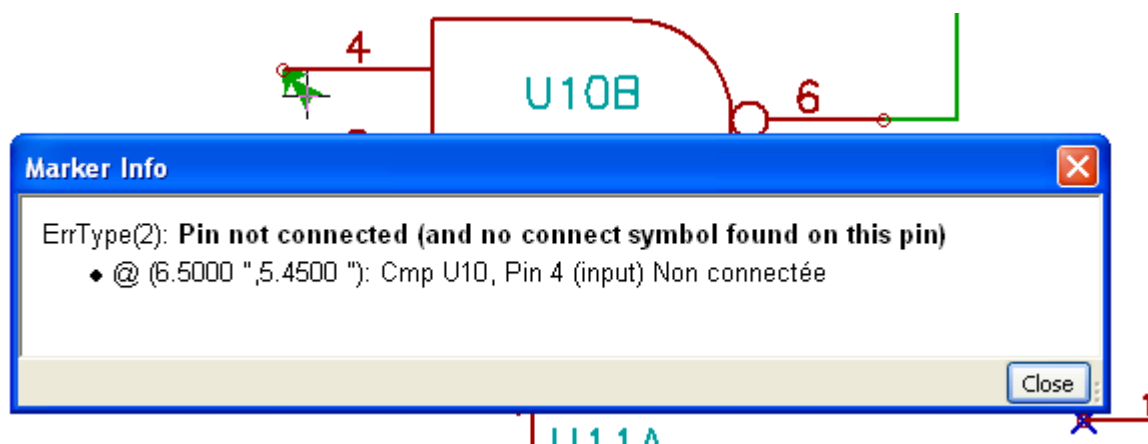 4
U10B
6
Marker Info
ErrType(2): Pin not connected (and no connect symbol found on this pin)
• @ (6.5000 ",5.4500 "): Cmp U10, Pin 4 (input) Non connectée
Close
U11A